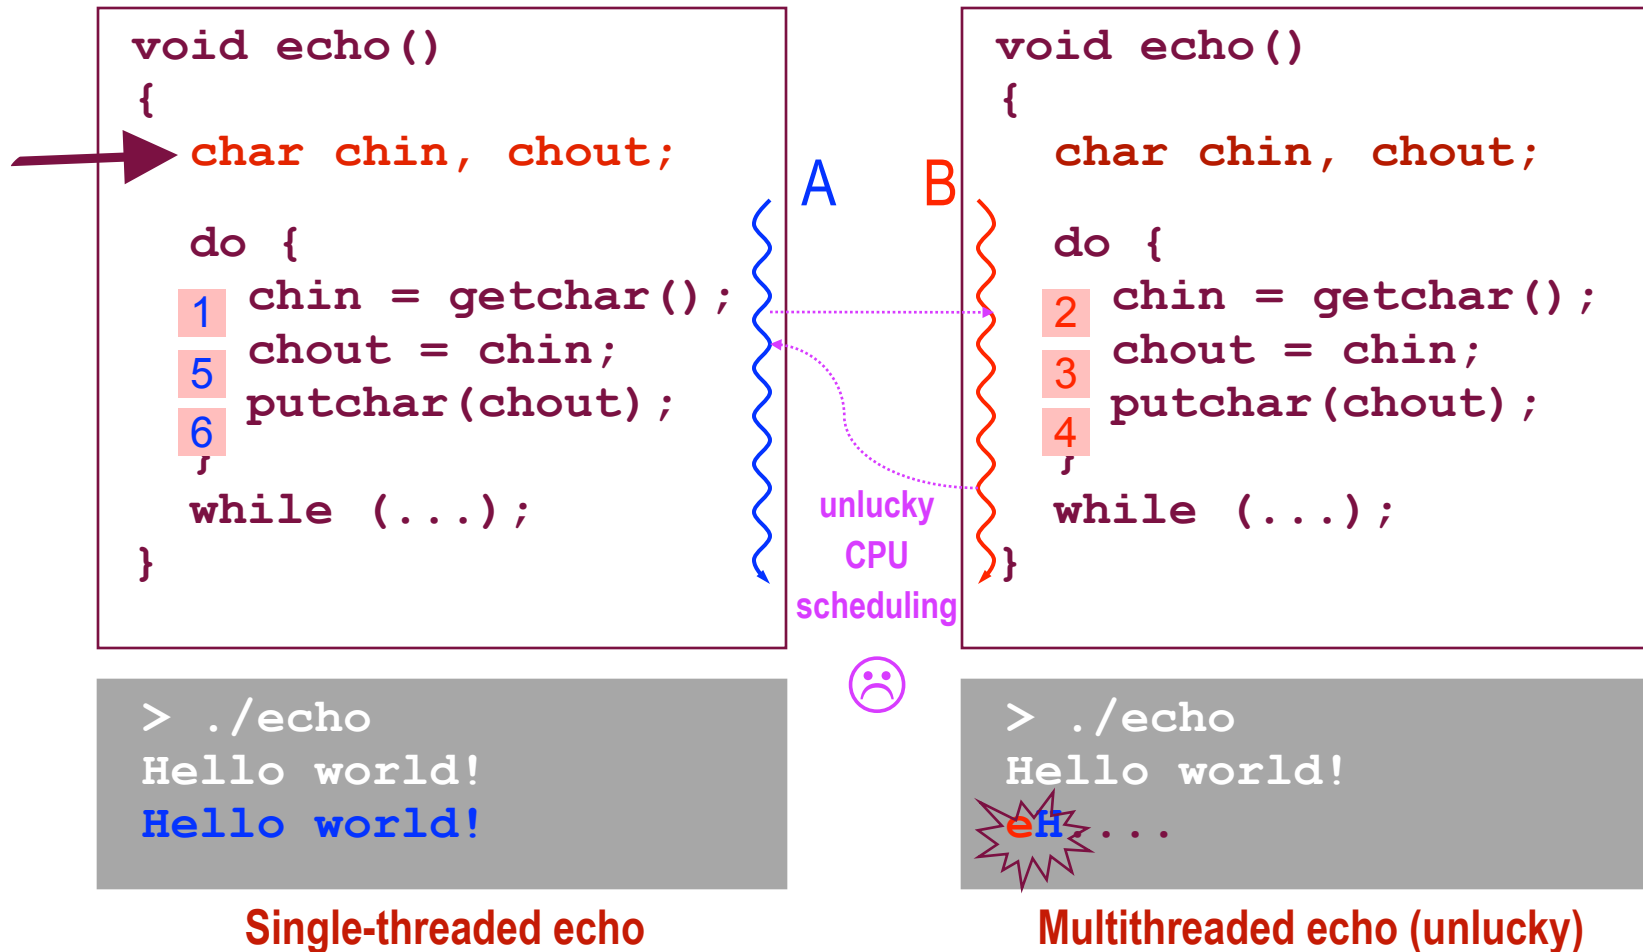 void echo()
{
char chin, chout;
do {
1 chin = getchar();
5 chout = chin;
6 putchar(chout);
}
while (...);
}
A
B
unlucky
CPU
scheduling
void echo()
{
char chin, chout;
do {
2 chin = getchar();
3 chout = chin;
4 putchar(chout);
}
while (...);
}
> ./echo
Hello world!
Hello world!
Single-threaded echo
> ./echo
Hello world!
eH....
Multithreaded echo (unlucky)